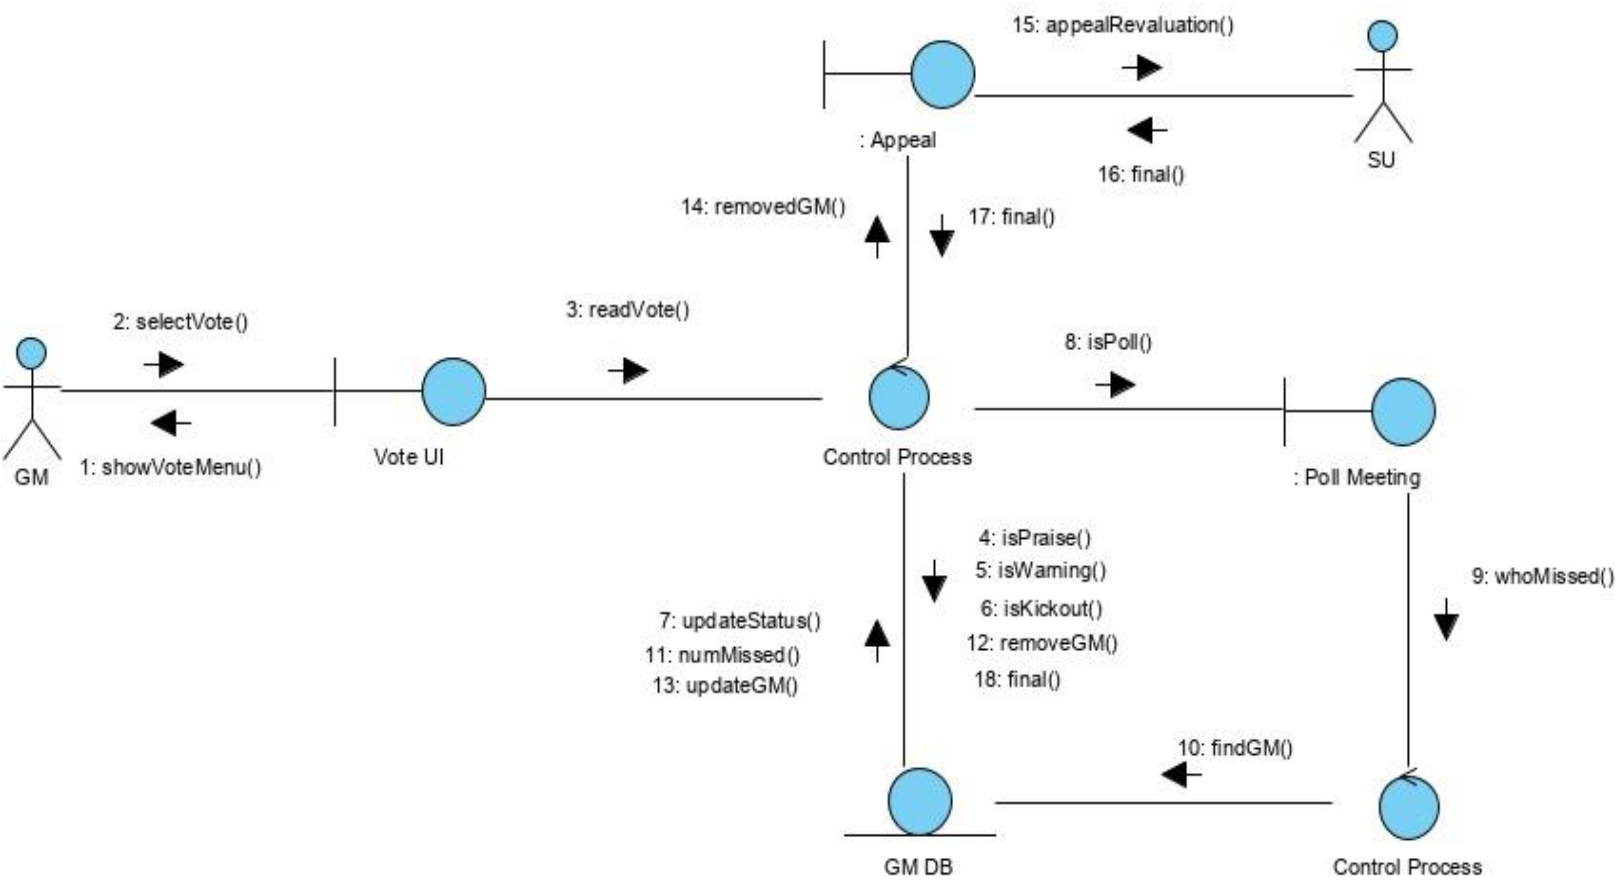 15: appealRevaluation()
: Appeal
SU
16: final()
14: removedGM()
17: final()
2: selectVote()
3: readVote()
8: isPoll()
GM
1: showVoteMenu()
Vote UI
Control Process
: Poll Meeting
4: isPraise()
5: isWarning()
6: isKickout()
12: removeGM()
18: final()
7: updateStatus()
11: numMissed()
13: updateGM()
9: whoMissed()
10: findGM()
GM DB
Control Process